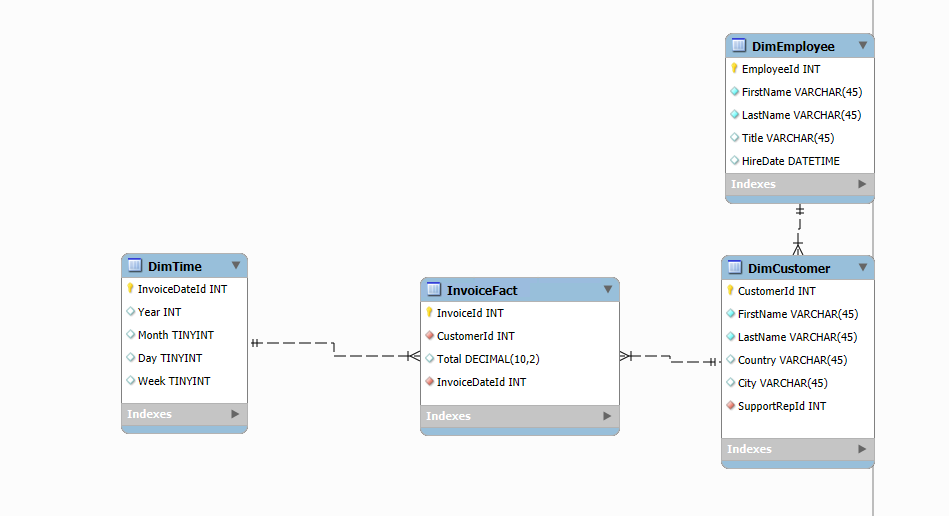 DimEmployee
EmployeeId INT
FirstName VARCHAR(45)
LastName VARCHAR(45)
Title VARCHAR(45)
HireDate DATETIME
Indexes
DimTime
InvoiceDateId INT
Year INT
Month TINYINT
Day TINYINT
Week TINYINT
Indexes
InvoiceFact
InvoiceId INT
CustomerId INT
Total DECIMAL(10,2)
InvoiceDateId INT
Indexes
DimCustomer
CustomerId INT
FirstName VARCHAR(45)
LastName VARCHAR(45)
Country VARCHAR(45)
City VARCHAR(45)
SupportRepId INT
Indexes